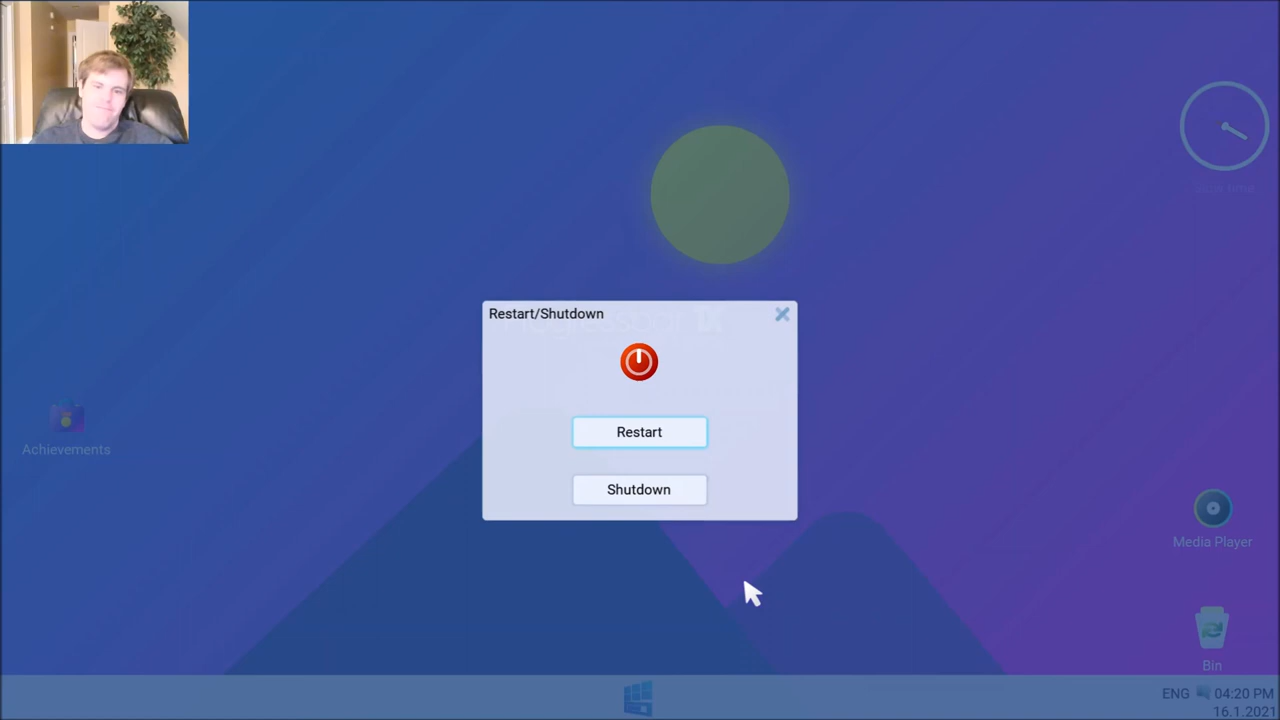 Restart/Shutdown
Restart
Shutdown
Achievements
Media Player
Bin
ENG 04:20 PM
16.1.2021